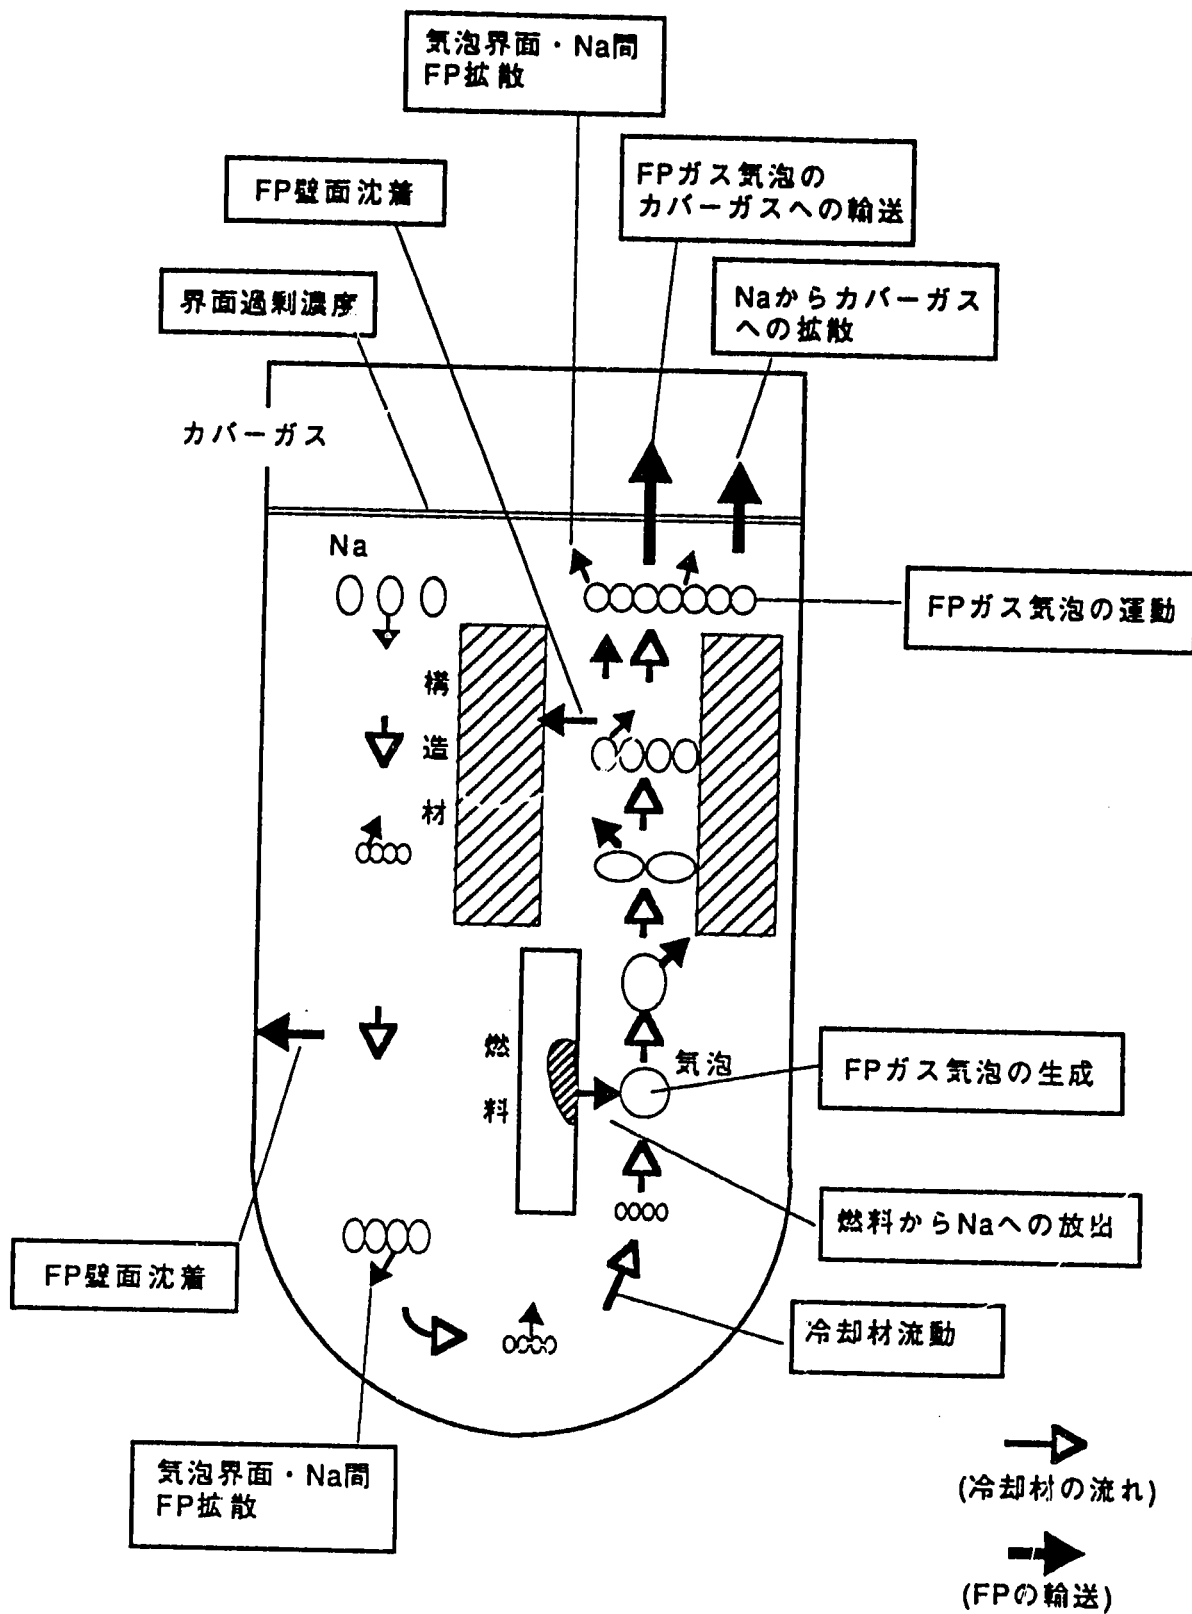 気泡界面・Na間
FP拡散
FP壁面沈着
FPガス気泡の
カバーガスへの輸送
界面過剰濃度
Naからカバーガス
への拡散
カバーガス
Na
FPガス気泡の運動
構
造
材
燃
料
気泡
FPガス気泡の生成
燃料からNaへの放出
FP壁面沈着
冷却材流動
気泡界面・Na間
FP拡散
(冷却材の流れ)
(FPの輸送)